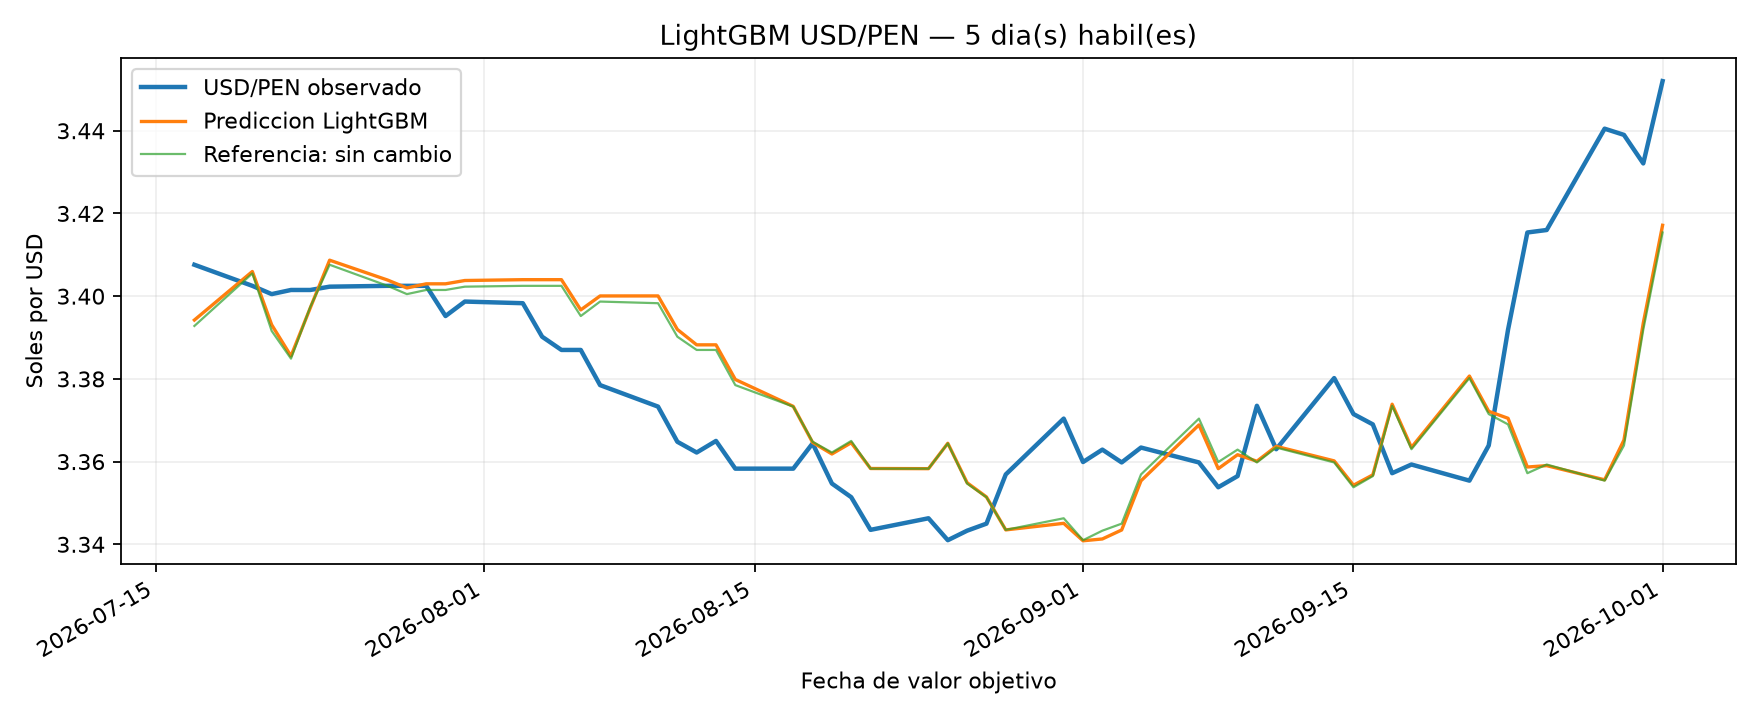 LightGBM USD/PEN — 5 dia(s) habil(es)
USD/PEN observado
Prediccion LightGBM
Referencia: sin cambio
Soles por USD
3.44
3.42
3.40
3.38
3.36
3.34
2026-07-15
2026-08-01
2026-08-15
2026-09-01
2026-09-15
2026-10-01
Fecha de valor objetivo